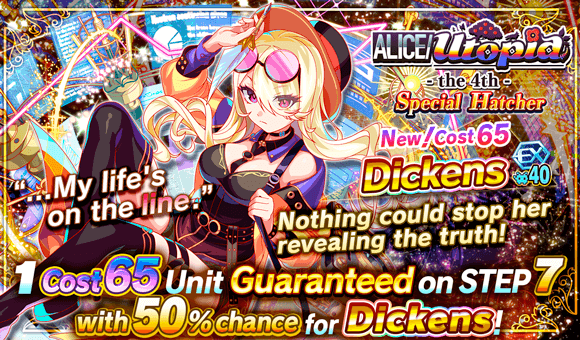 ALICE/Utopia
- the 4th -
Special Hatcher
New! Cost 65
Dickens
EX
∞40
"...My life's
on the line."
Nothing could stop her
revealing the truth!
1 Cost 65 Unit Guaranteed on STEP 7
with 50% chance for Dickens!